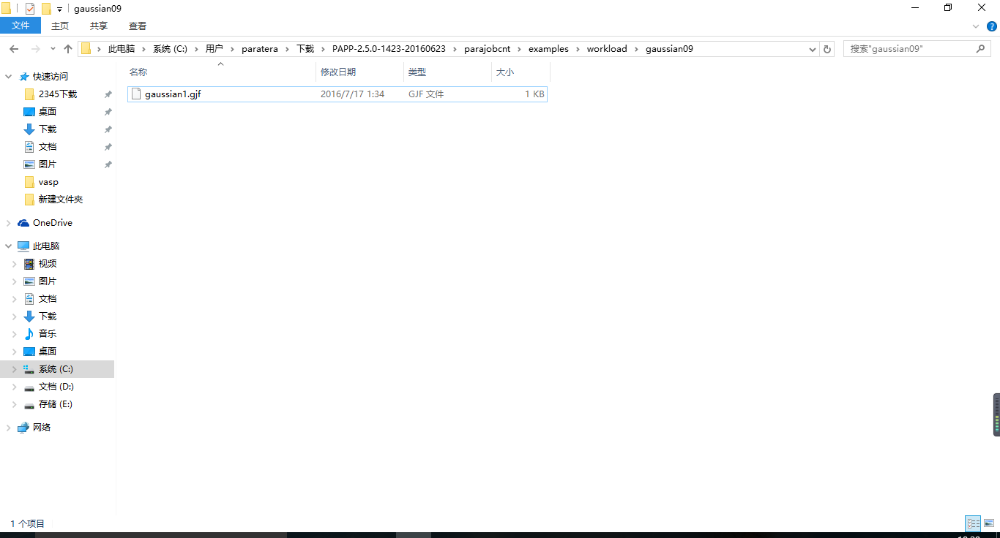 gaussian09
文件 主页 共享 查看
此电脑 系统 (C:) 用户 paratera 下载 PAPP-2.5.0-1423-20160623 parajobcnt examples workload gaussian09 搜索"gaussian09"
名称 修改日期 类型 大小
gaussian1.gjf 2016/7/17 1:34 GJF 文件 1 KB
快速访问
2345下载
桌面
下载
文档
图片
vasp
新建文件夹
OneDrive
此电脑
视频
图片
文档
下载
音乐
桌面
系统 (C:)
文档 (D:)
存储 (E:)
网络
1 个项目